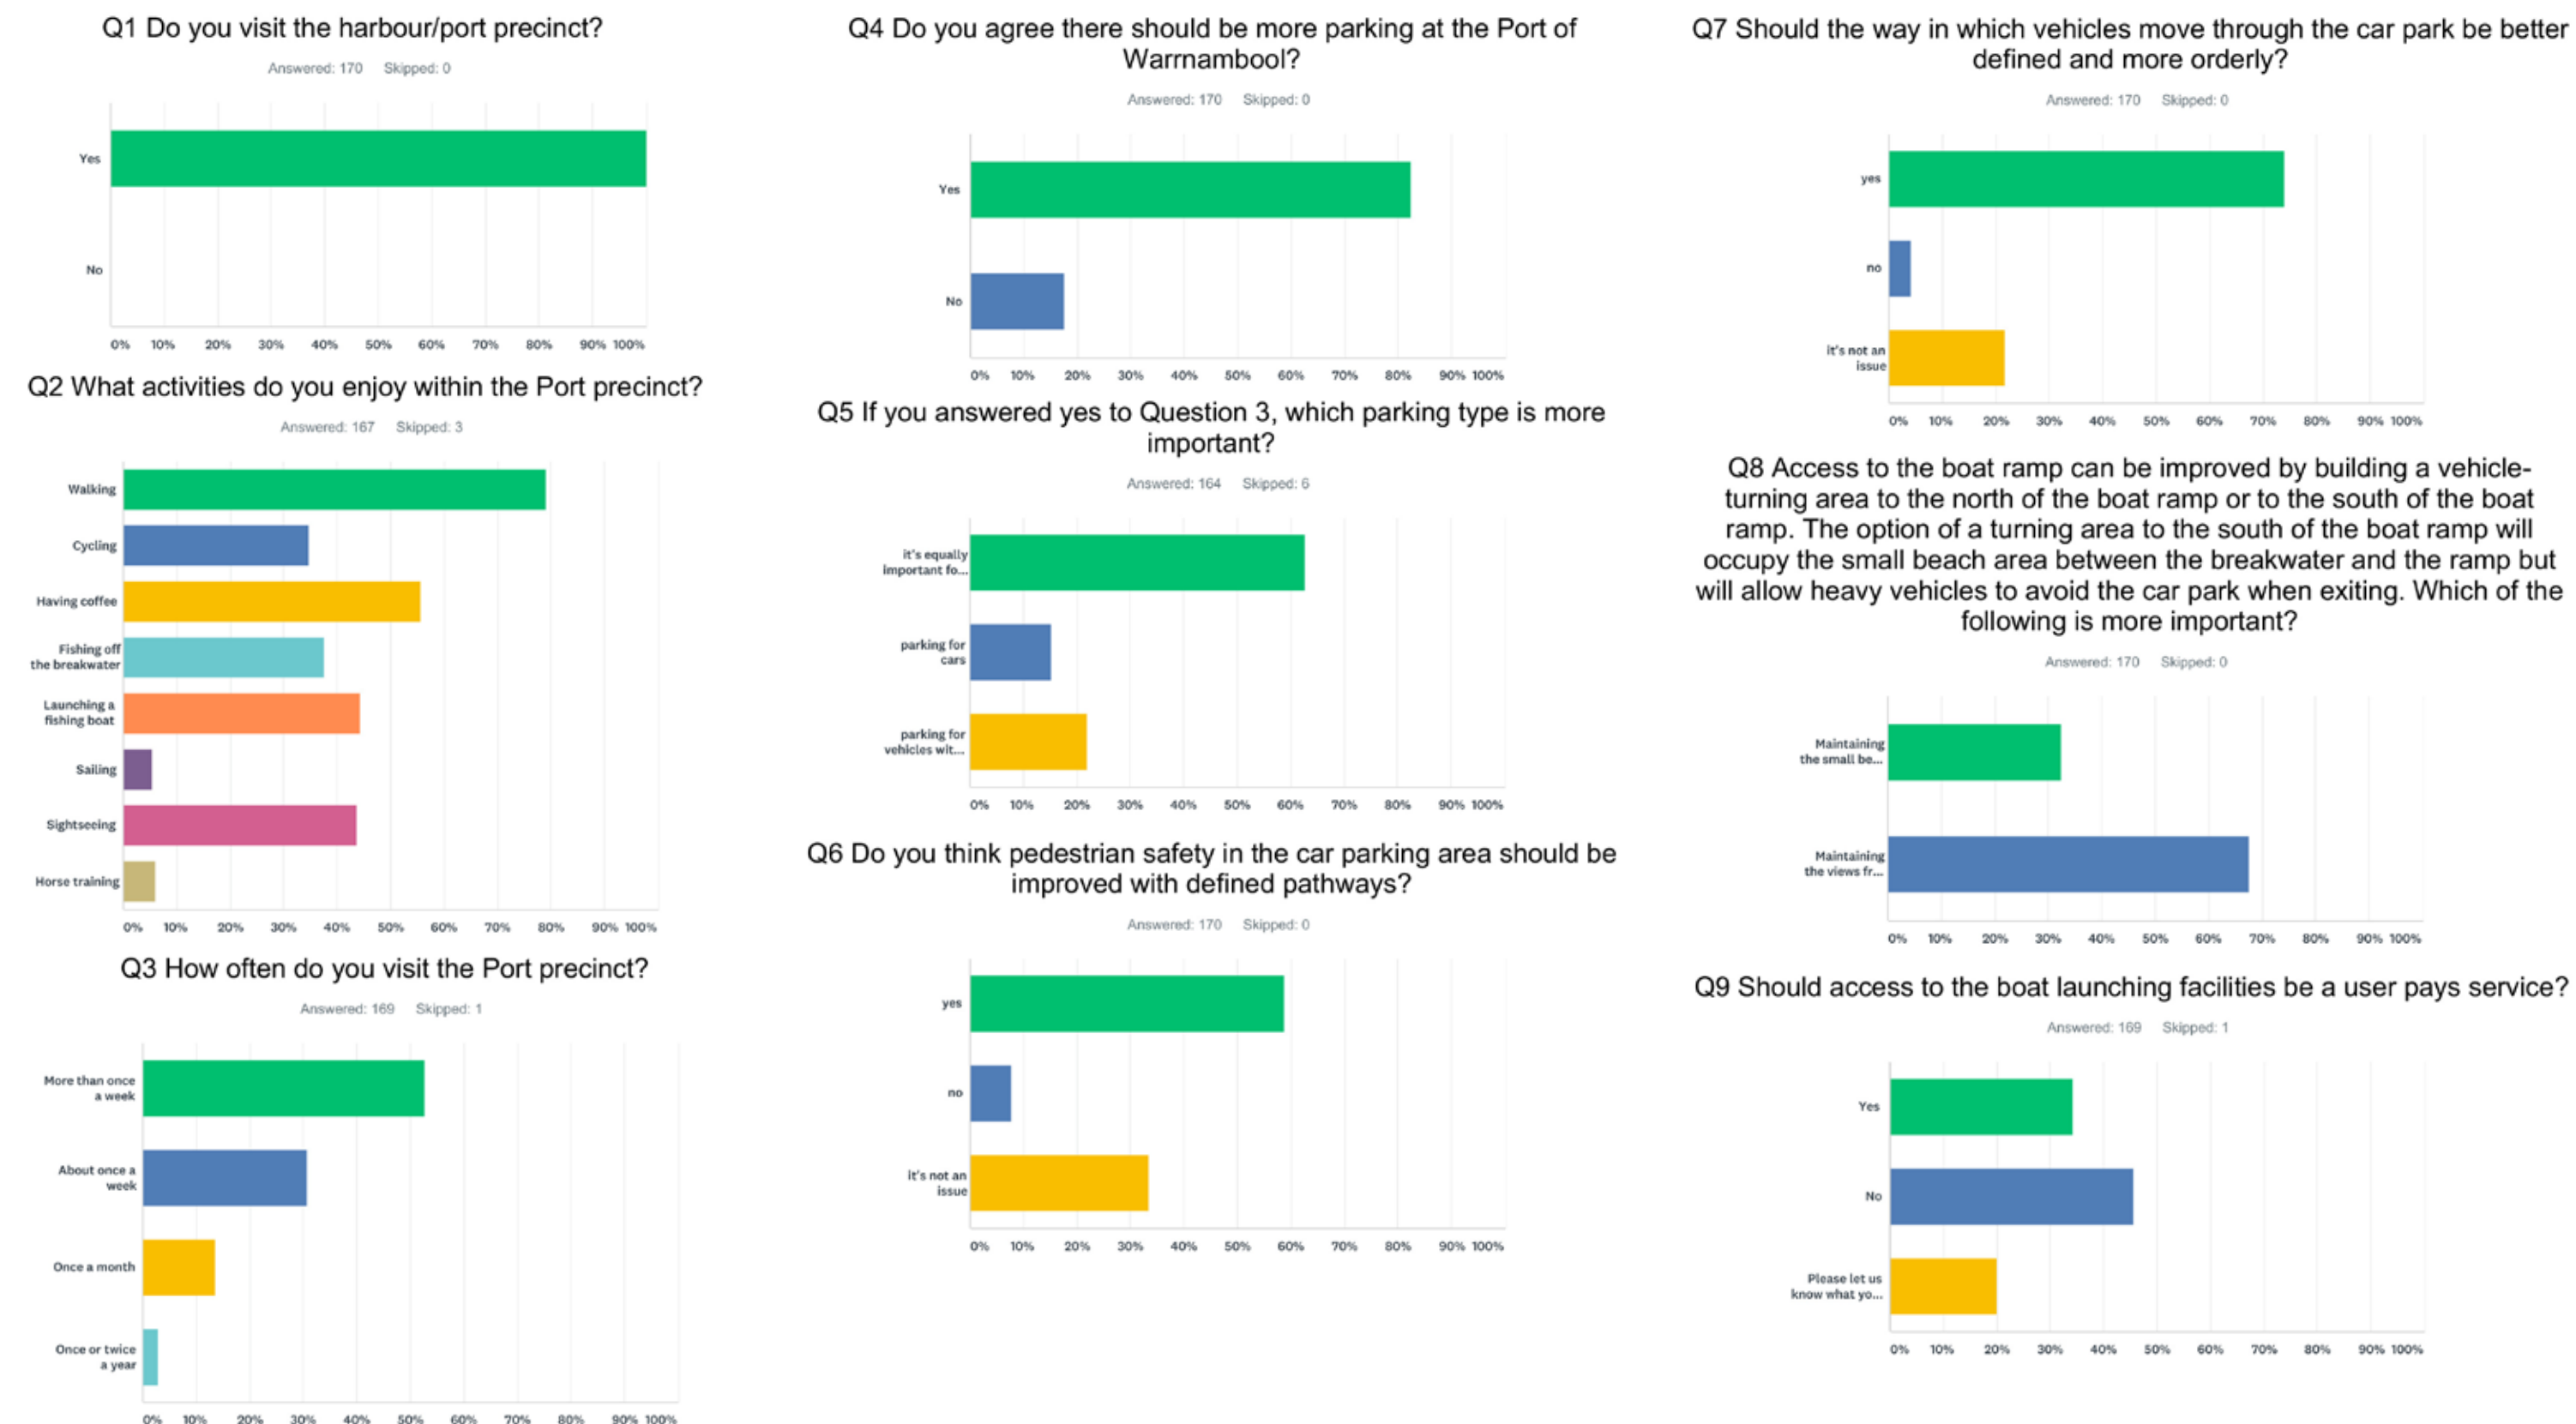 Q1 Do you visit the harbour/port precinct?
Answered: 170 Skipped: 0
Yes
No
0% 10% 20% 30% 40% 50% 60% 70% 80% 90% 100%
Q2 What activities do you enjoy within the Port precinct?
Answered: 167 Skipped: 3
Walking
Cycling
Having coffee
Fishing off
the breakwater
Launching a
fishing boat
Sailing
Sightseeing
Horse training
0% 10% 20% 30% 40% 50% 60% 70% 80% 90% 100%
Q3 How often do you visit the Port precinct?
Answered: 169 Skipped: 1
More than once
a week
About once a
week
Once a month
Once or twice
a year
0% 10% 20% 30% 40% 50% 60% 70% 80% 90% 100%
Q4 Do you agree there should be more parking at the Port of
Warrnambool?
Answered: 170 Skipped: 0
Yes
No
0% 10% 20% 30% 40% 50% 60% 70% 80% 90% 100%
Q5 If you answered yes to Question 3, which parking type is more
important?
Answered: 164 Skipped: 6
it's equally
important fo...
parking for
cars
parking for
vehicles wit...
0% 10% 20% 30% 40% 50% 60% 70% 80% 90% 100%
Q6 Do you think pedestrian safety in the car parking area should be
improved with defined pathways?
Answered: 170 Skipped: 0
yes
no
it's not an
issue
0% 10% 20% 30% 40% 50% 60% 70% 80% 90% 100%
Q7 Should the way in which vehicles move through the car park be better
defined and more orderly?
Answered: 170 Skipped: 0
yes
no
it's not an
issue
0% 10% 20% 30% 40% 50% 60% 70% 80% 90% 100%
Q8 Access to the boat ramp can be improved by building a vehicle-
turning area to the north of the boat ramp or to the south of the boat
ramp. The option of a turning area to the south of the boat ramp will
occupy the small beach area between the breakwater and the ramp but
will allow heavy vehicles to avoid the car park when exiting. Which of the
following is more important?
Answered: 170 Skipped: 0
Maintaining
the small be...
Maintaining
the views fr...
0% 10% 20% 30% 40% 50% 60% 70% 80% 90% 100%
Q9 Should access to the boat launching facilities be a user pays service?
Answered: 169 Skipped: 1
Yes
No
Please let us
know what yo...
0% 10% 20% 30% 40% 50% 60% 70% 80% 90% 100%